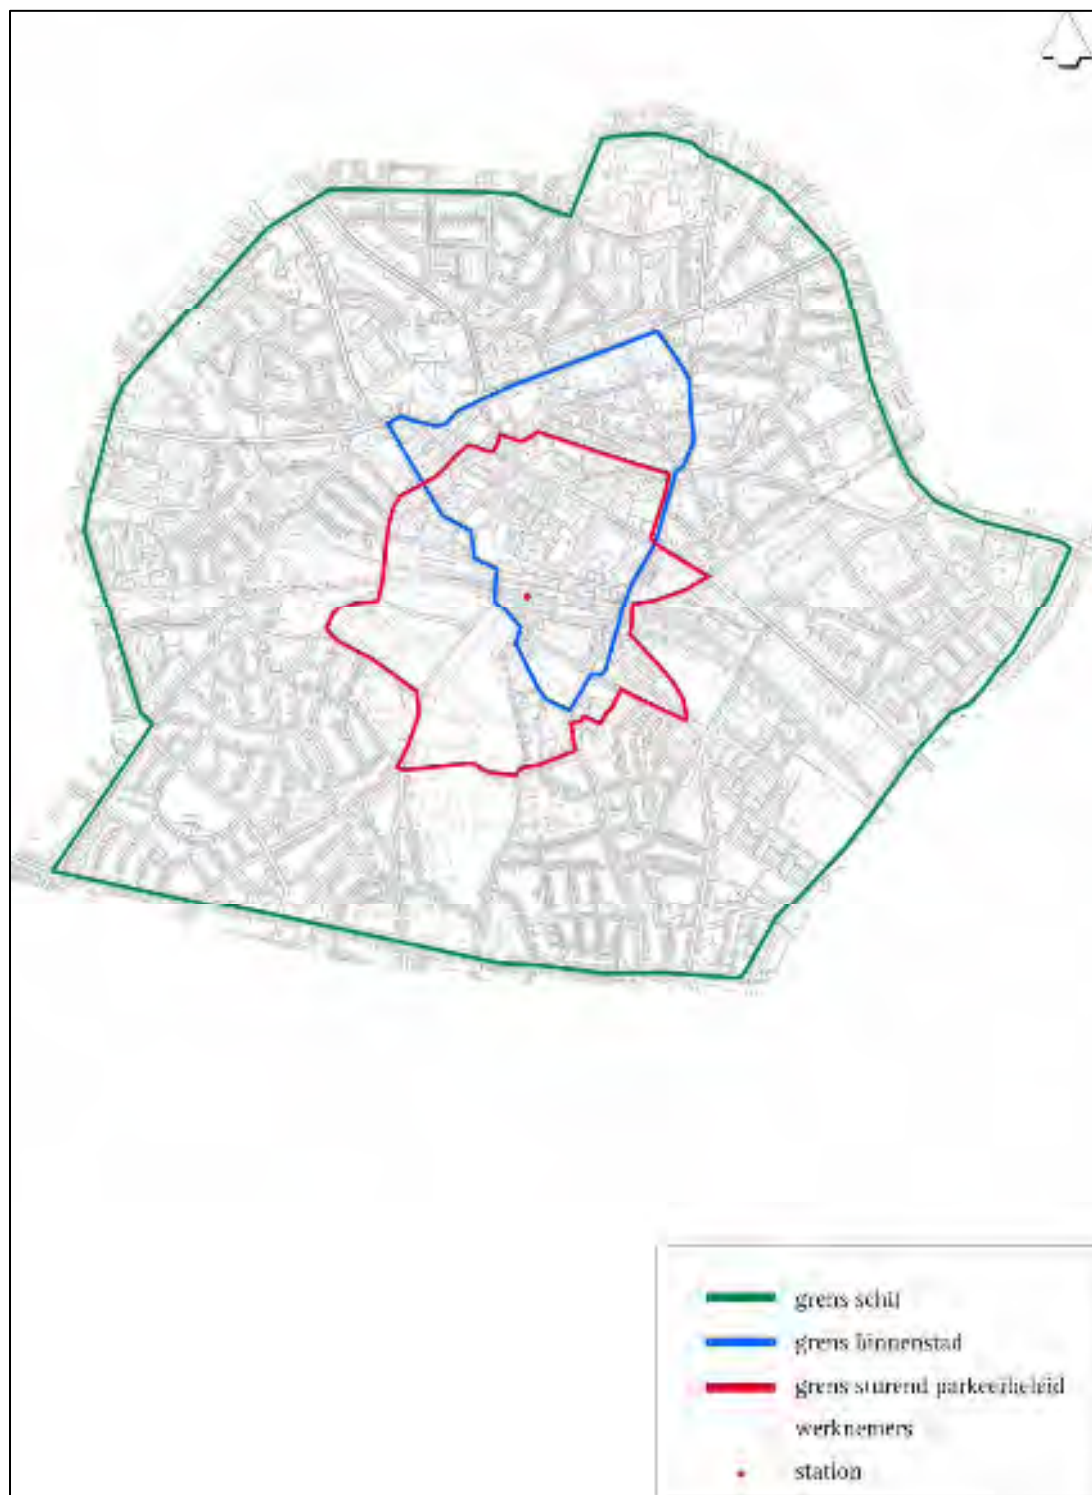 grens schil
grens binnenstad
grens sturend parkeerbeleid
werknemers
station